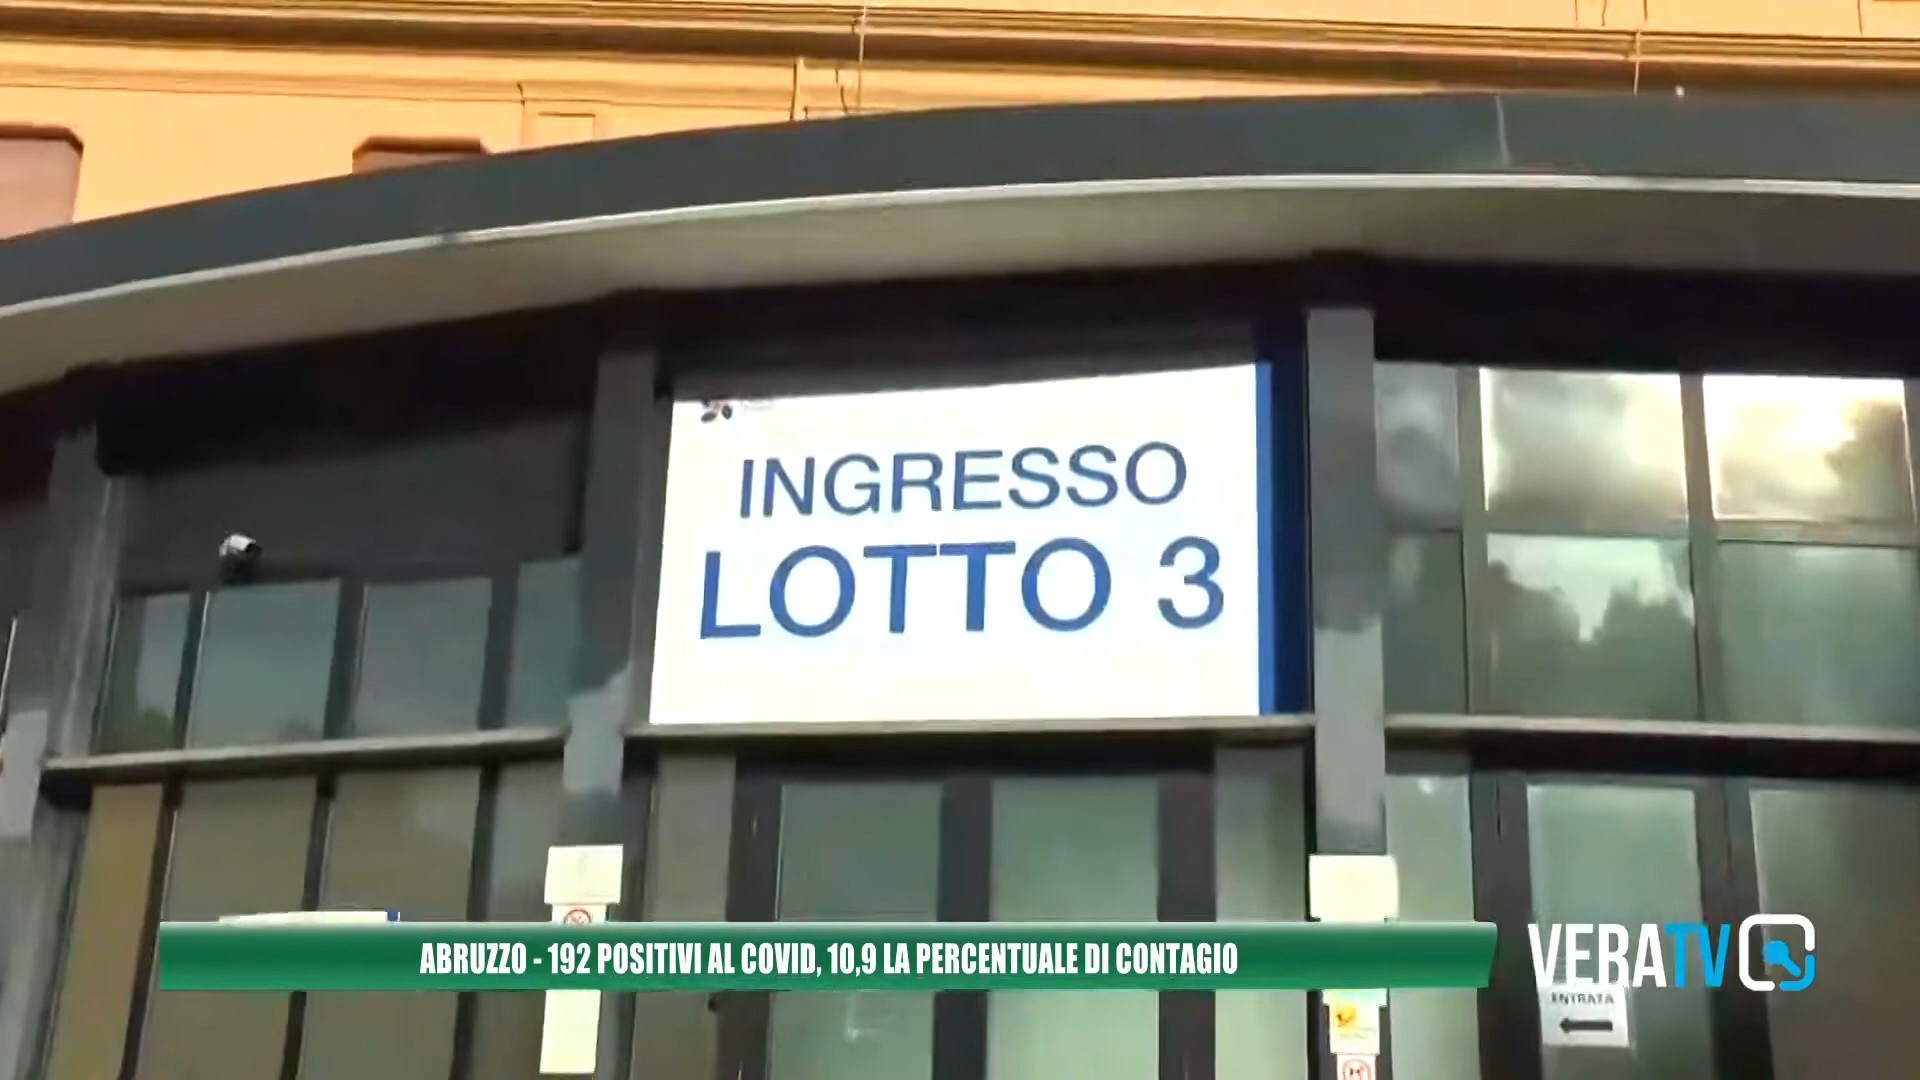 INGRESSO
LOTTO 3
ABRUZZO - 192 POSITIVI AL COVID, 10,9 LA PERCENTUALE DI CONTAGIO
VERATV
ENTRATA